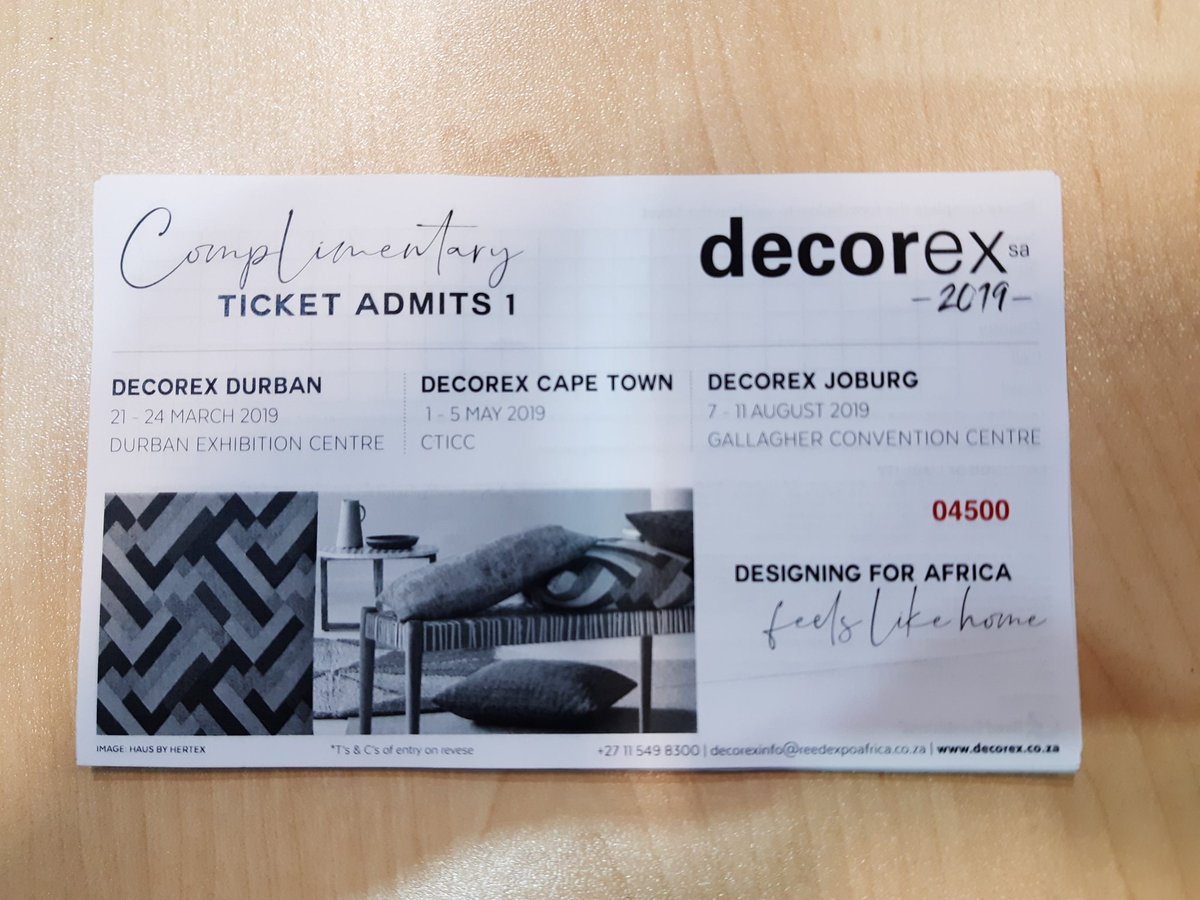 Complimentary
TICKET ADMITS 1
decorex sa
-2019-
DECOREX DURBAN
21 - 24 MARCH 2019
DURBAN EXHIBITION CENTRE
DECOREX CAPE TOWN
1 - 5 MAY 2019
CTICC
DECOREX JOBURG
7 - 11 AUGUST 2019
GALLAGHER CONVENTION CENTRE
04500
DESIGNING FOR AFRICA
feels like home
IMAGE: HAUS BY HERTEX
*T's & C's of entry on revese
+27 11 549 8300 | decorexinfo@reedexpoafrica.co.za | www.decorex.co.za